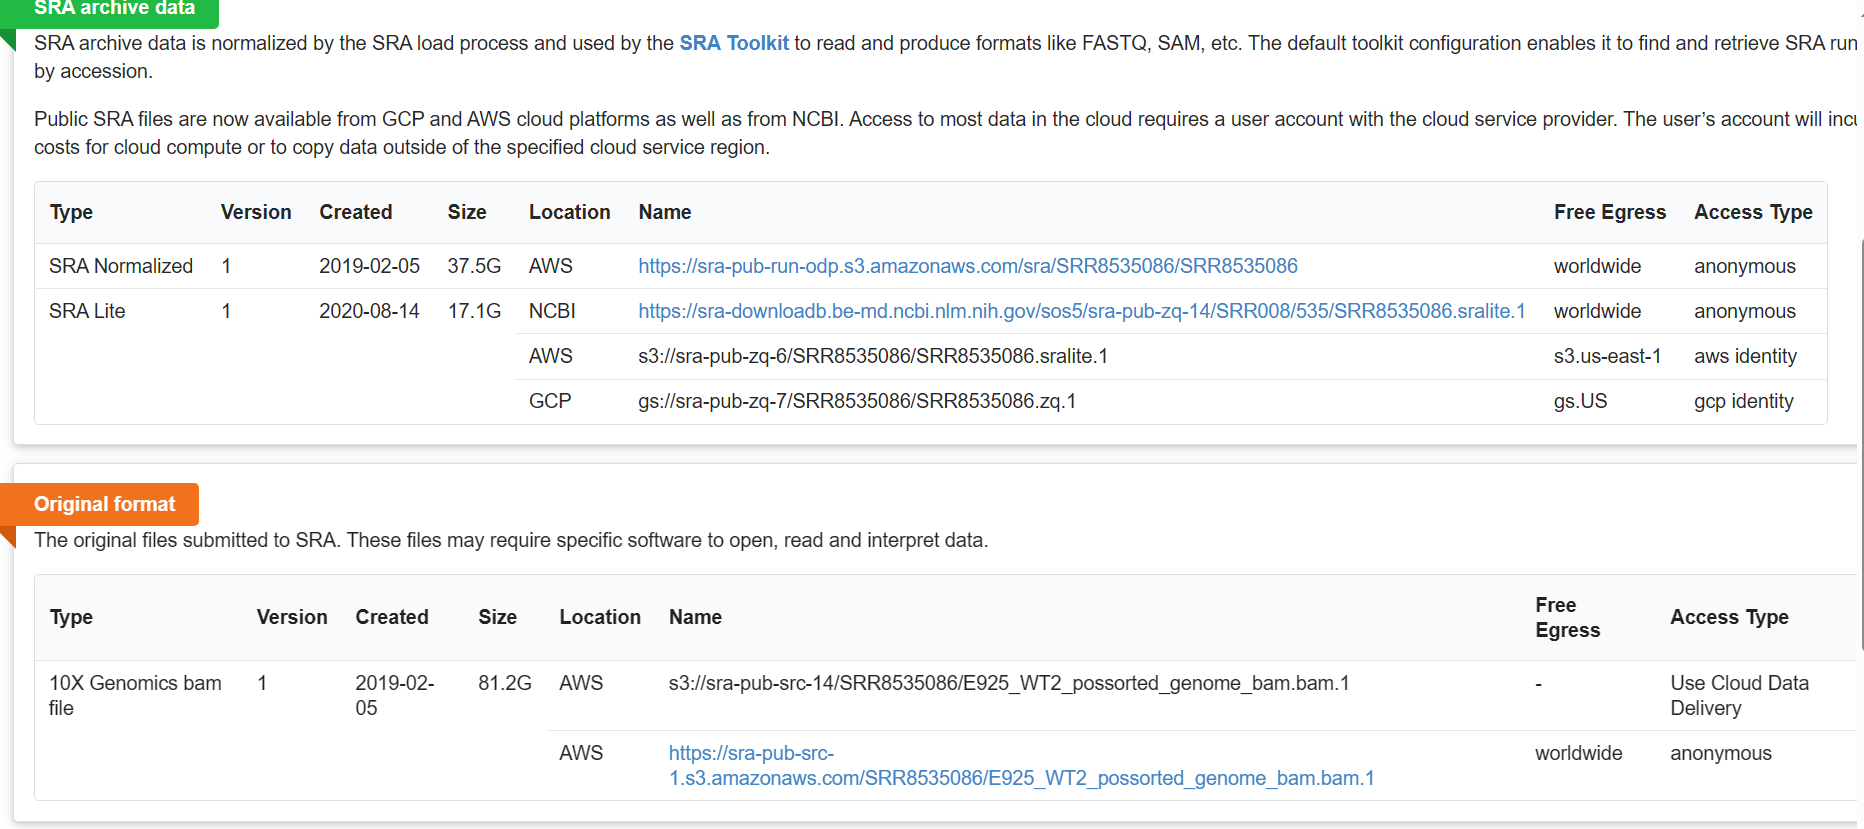 SRA archive data
SRA archive data is normalized by the SRA load process and used by the SRA Toolkit to read and produce formats like FASTQ, SAM, etc. The default toolkit configuration enables it to find and retrieve SRA run
by accession.
Public SRA files are now available from GCP and AWS cloud platforms as well as from NCBI. Access to most data in the cloud requires a user account with the cloud service provider. The user’s account will incu
costs for cloud compute or to copy data outside of the specified cloud service region.
Type Version Created Size Location Name Free Egress Access Type
SRA Normalized 1 2019-02-05 37.5G AWS https://sra-pub-run-odp.s3.amazonaws.com/sra/SRR8535086/SRR8535086 worldwide anonymous
SRA Lite 1 2020-08-14 17.1G NCBI https://sra-downloadb.be-md.ncbi.nlm.nih.gov/sos5/sra-pub-zq-14/SRR008/535/SRR8535086.sralite.1 worldwide anonymous
AWS s3://sra-pub-zq-6/SRR8535086/SRR8535086.sralite.1 s3.us-east-1 aws identity
GCP gs://sra-pub-zq-7/SRR8535086/SRR8535086.zq.1 gs.US gcp identity
Original format
The original files submitted to SRA. These files may require specific software to open, read and interpret data.
Type Version Created Size Location Name Free
Egress Access Type
10X Genomics bam 1 2019-02- 81.2G AWS s3://sra-pub-src-14/SRR8535086/E925_WT2_possorted_genome_bam.bam.1 - Use Cloud Data
file 05 Delivery
AWS https://sra-pub-src- worldwide anonymous
1.s3.amazonaws.com/SRR8535086/E925_WT2_possorted_genome_bam.bam.1